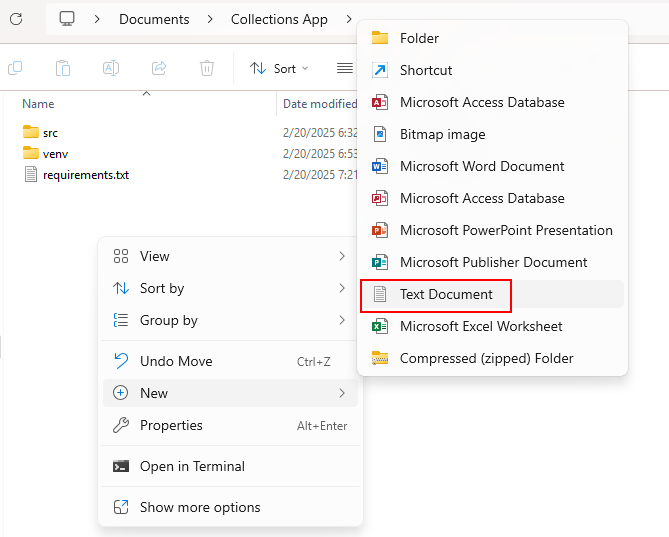 Documents
Collections App
Sort
Name
Date modified
src
2/20/2025 6:32
venv
2/20/2025 6:53
requirements.txt
2/20/2025 7:21
View
Sort by
Group by
Undo Move
Ctrl+Z
New
Properties
Alt+Enter
Open in Terminal
Show more options
Folder
Shortcut
Microsoft Access Database
Bitmap image
Microsoft Word Document
Microsoft Access Database
Microsoft PowerPoint Presentation
Microsoft Publisher Document
Text Document
Microsoft Excel Worksheet
Compressed (zipped) Folder